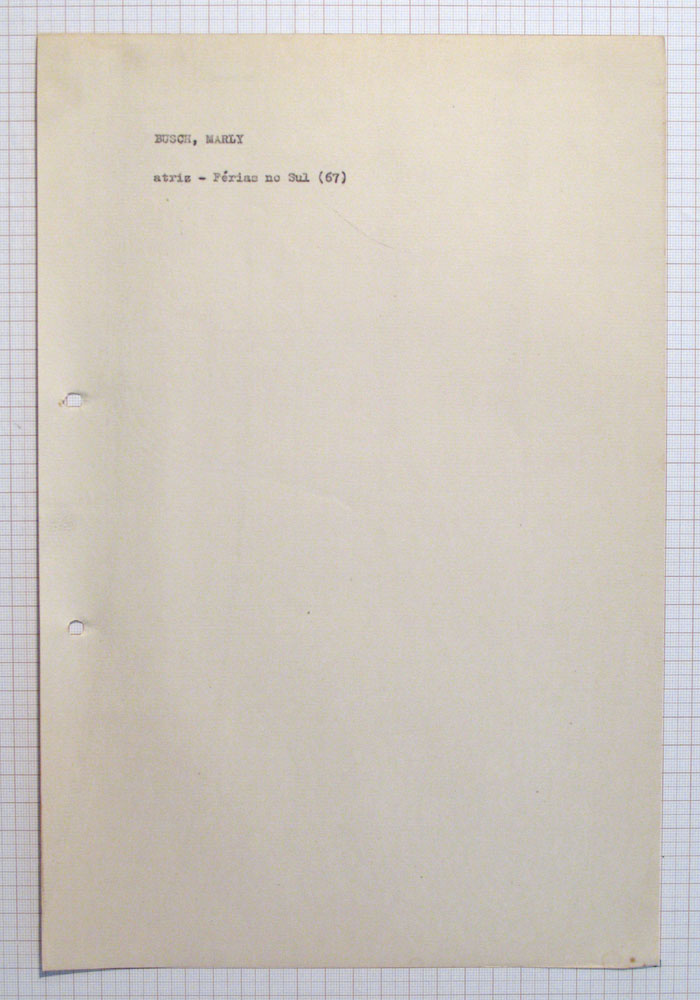 BUSCH, MARLY
atriz - Férias no Sul (67)